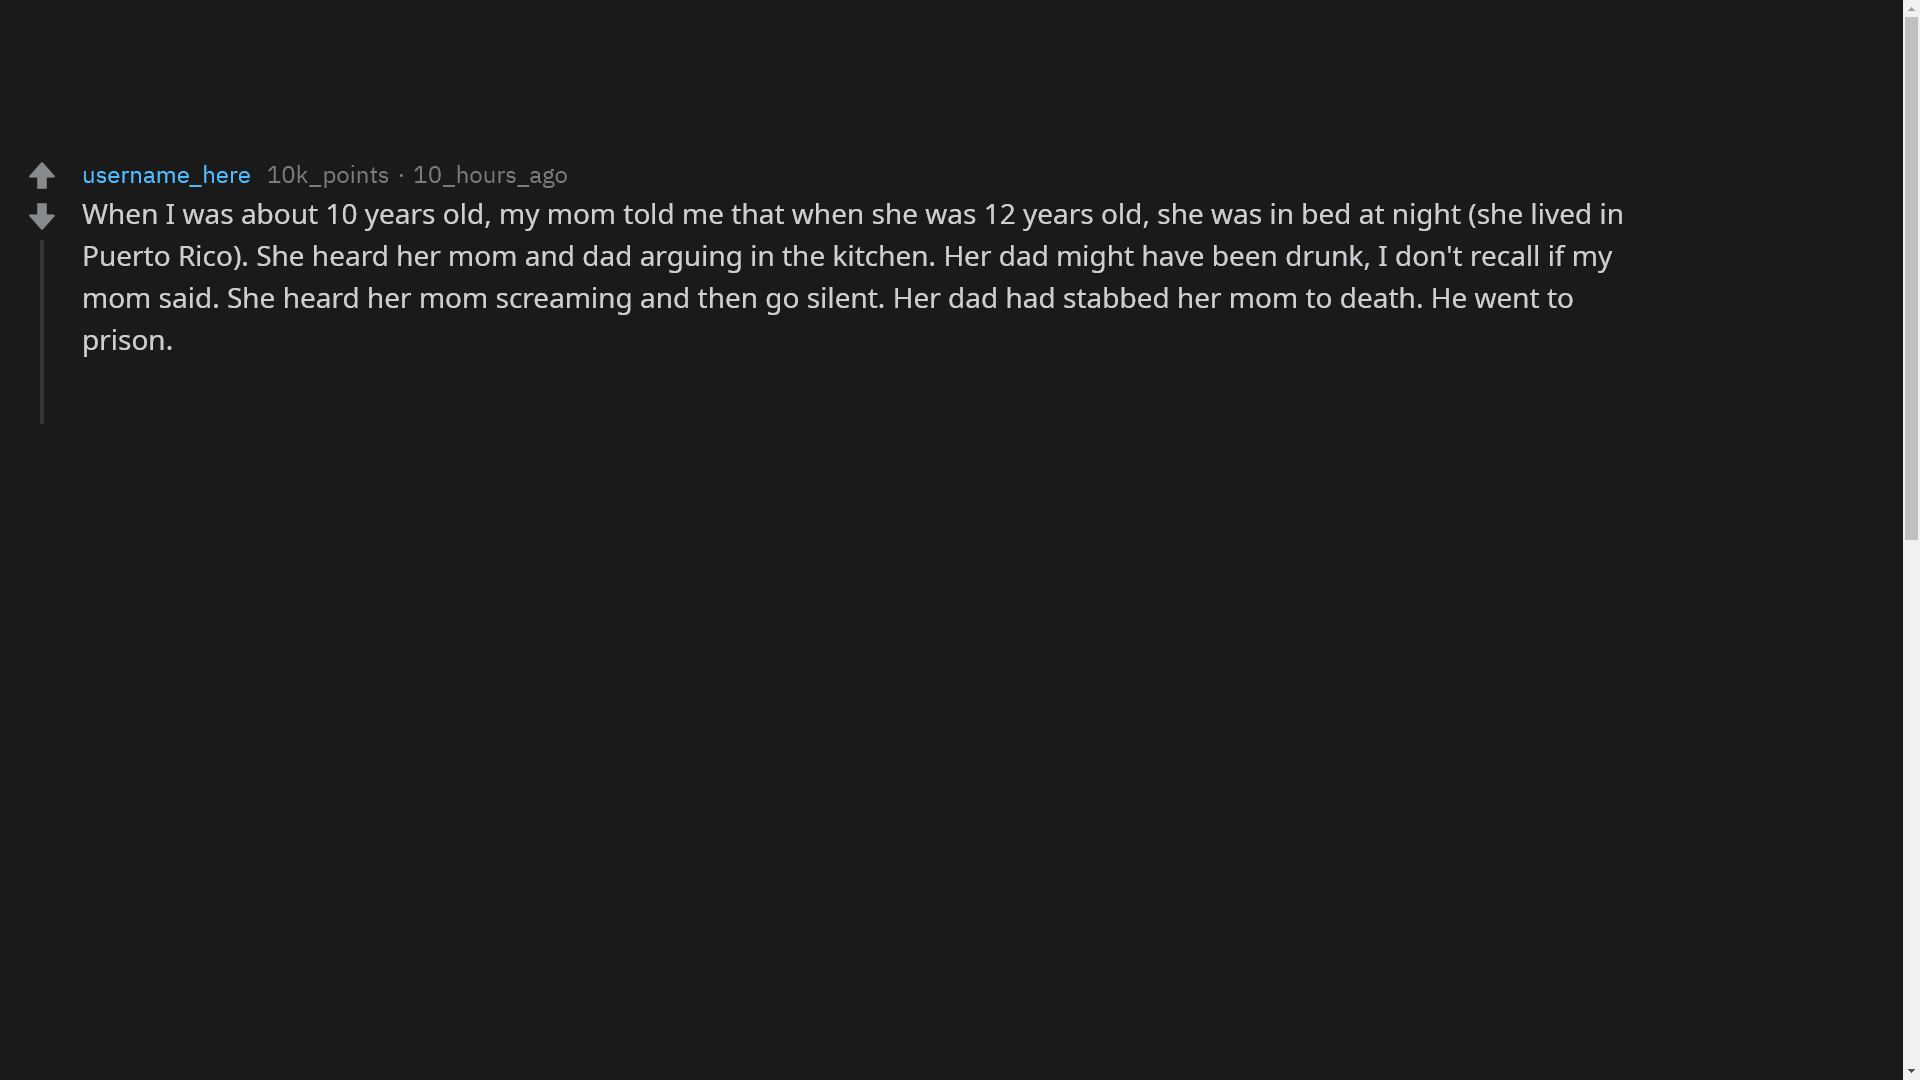 username_here 10k_points · 10_hours_ago
When I was about 10 years old, my mom told me that when she was 12 years old, she was in bed at night (she lived in
Puerto Rico). She heard her mom and dad arguing in the kitchen. Her dad might have been drunk, I don't recall if my
mom said. She heard her mom screaming and then go silent. Her dad had stabbed her mom to death. He went to
prison.